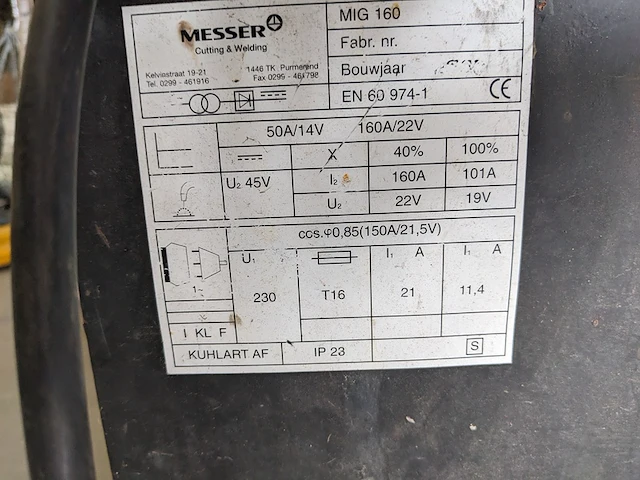 MESSER
Cutting & Welding
Kelvinstraat 19-21 1446 TK. Purmerend
Tel. 0299 - 461916 Fax 0299 - 461798
MIG 160
Fabr. nr.
Bouwjaar
EN 60 974-1 CE
50A/14V 160A/22V
X 40% 100%
U₂ 45V I₂ 160A 101A
U₂ 22V 19V
cos.φ0,85(150A/21,5V)
U₁ I₁ A I₁ A
1~ 230 T16 21 11,4
I KL F
KUHLART AF IP 23 S